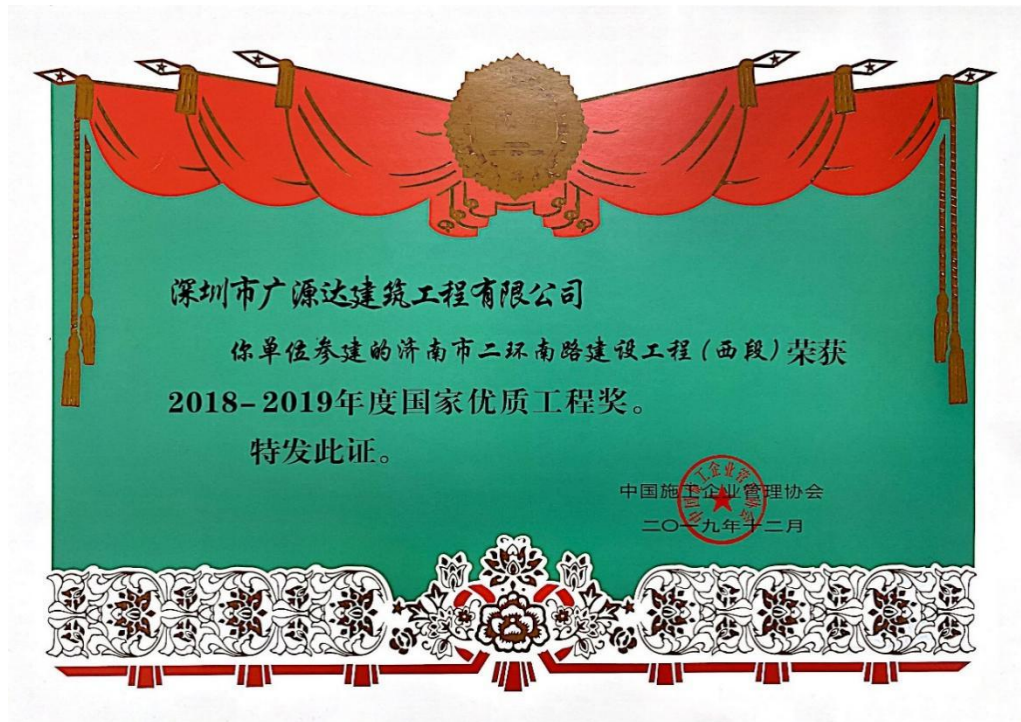 深圳市广源达建筑工程有限公司
你单位参建的济南市二环南路建设工程(西段)荣获
2018-2019年度国家优质工程奖。
特发此证。
中国施工企业管理协会
二〇一九年十二月